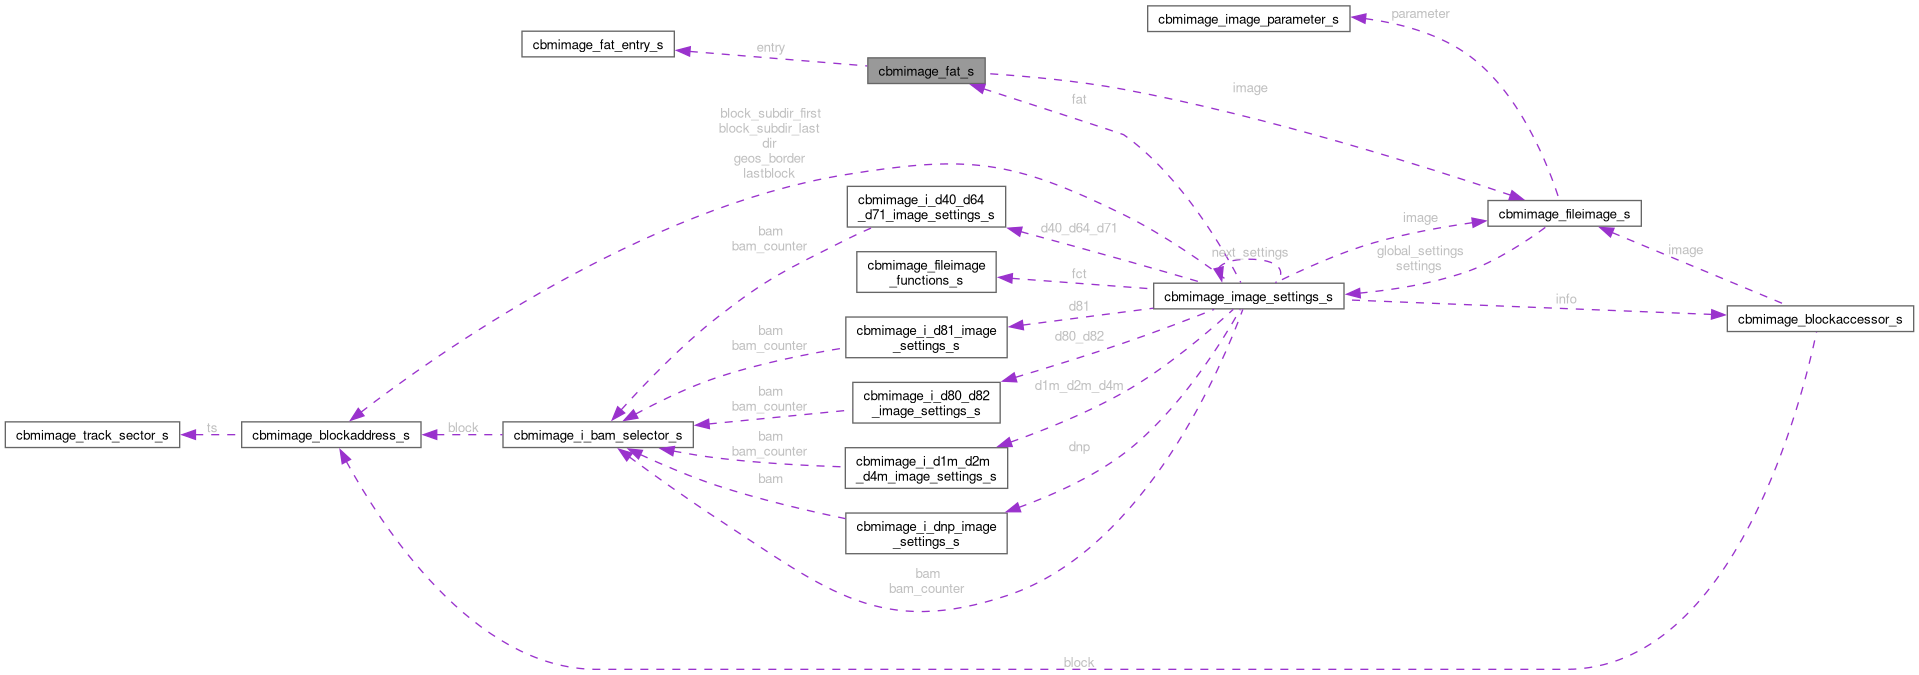 cbmimage_image_parameter_s
parameter
cbmimage_fat_entry_s
entry
cbmimage_fat_s
image
fat
block_subdir_first
block_subdir_last
dir
geos_border
lastblock
cbmimage_i_d40_d64
_d71_image_settings_s
cbmimage_fileimage_s
bam
bam_counter
d40_d64_d71
image
next_settings
global_settings
settings
image
cbmimage_fileimage
_functions_s
fct
cbmimage_image_settings_s
info
cbmimage_blockaccessor_s
d81
cbmimage_i_d81_image
_settings_s
bam
bam_counter
d80_d82
cbmimage_i_d80_d82
_image_settings_s
bam
bam_counter
d1m_d2m_d4m
cbmimage_track_sector_s
ts
cbmimage_blockaddress_s
block
cbmimage_i_bam_selector_s
bam
bam_counter
cbmimage_i_d1m_d2m
_d4m_image_settings_s
dnp
bam
cbmimage_i_dnp_image
_settings_s
bam
bam_counter
block